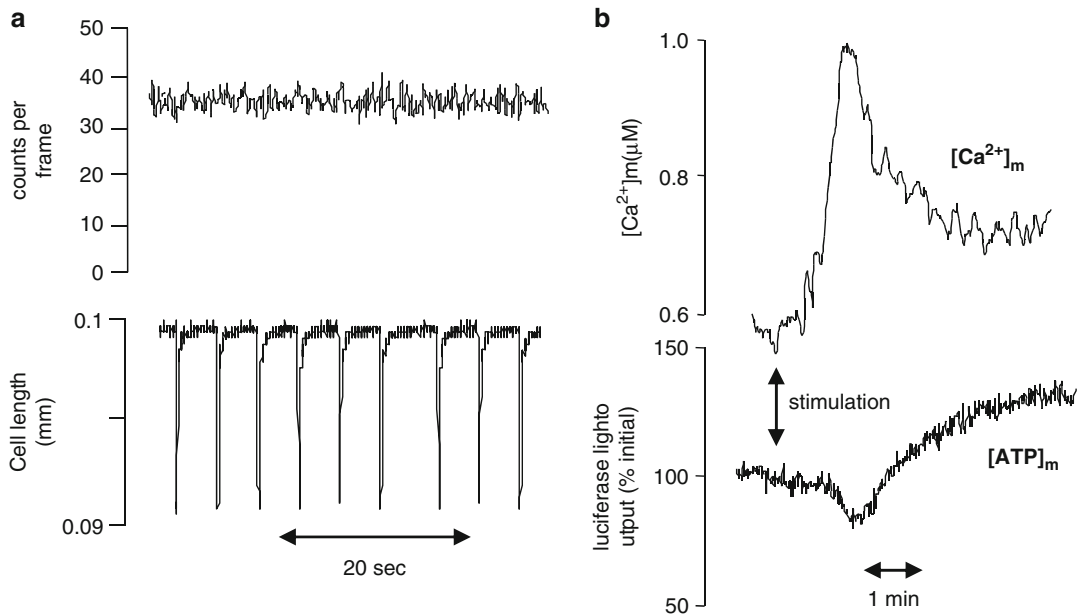 a
50
40
30
20
10
0
counts per
frame
0.1
0.09
Cell length
(mm)
20 sec
b
1.0
0.8
0.6
[Ca²⁺]m(μM)
[Ca²⁺]ₘ
150
100
50
stimulation
luciferase lighto
utput (% initial)
[ATP]ₘ
1 min